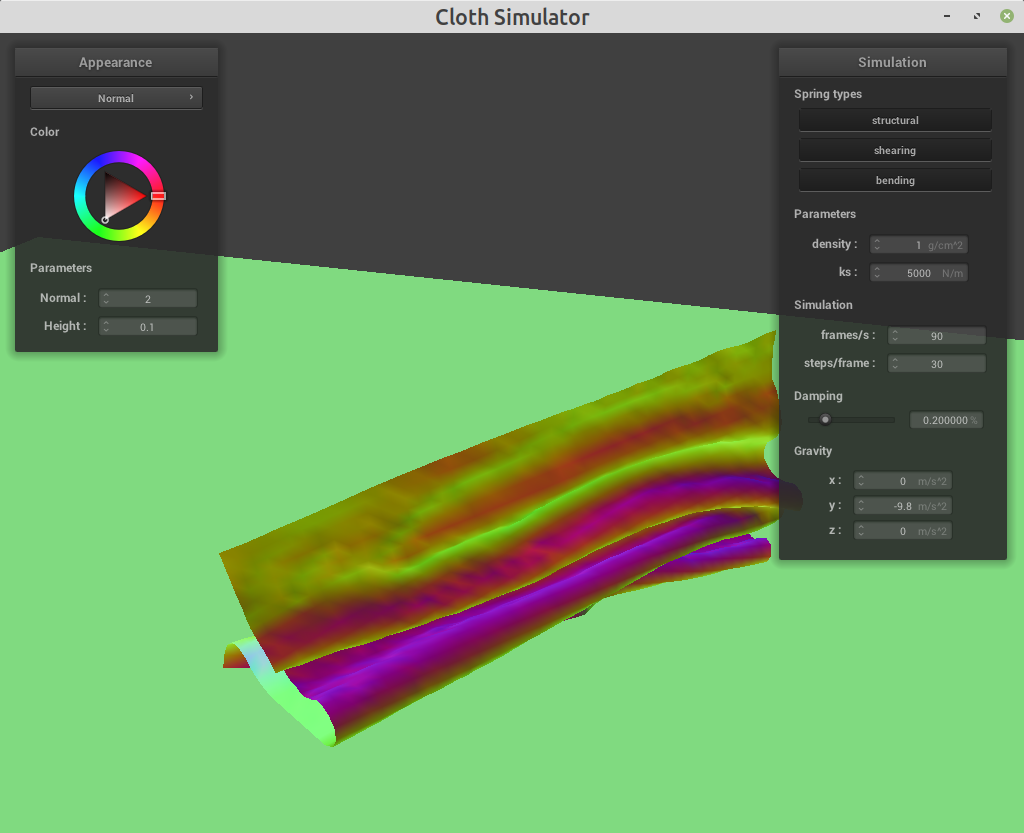 Cloth Simulator
Appearance
Normal
Color
Parameters
Normal : 2
Height : 0.1
Simulation
Spring types
structural
shearing
bending
Parameters
density : 1 g/cm^2
ks : 5000 N/m
Simulation
frames/s : 90
steps/frame : 30
Damping
0.200000 %
Gravity
x : 0 m/s^2
y : -9.8 m/s^2
z : 0 m/s^2